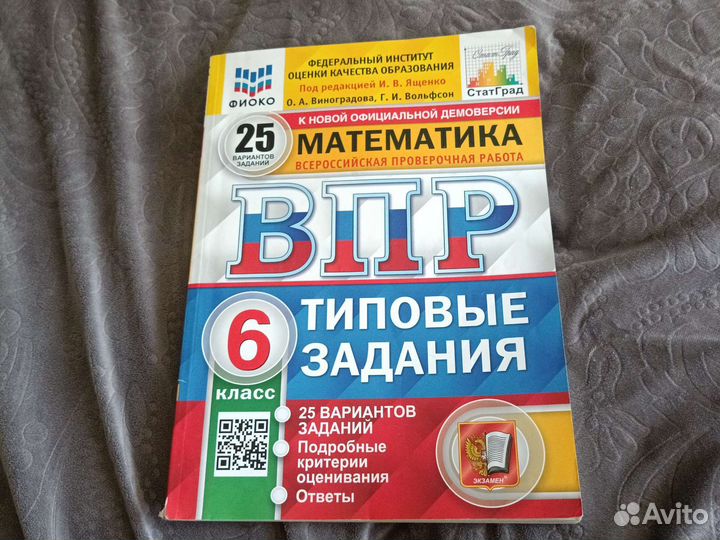 ФЕДЕРАЛЬНЫЙ ИНСТИТУТ
ОЦЕНКИ КАЧЕСТВА ОБРАЗОВАНИЯ
Под редакцией И. В. Ященко
О. А. Виноградова, Г. И. Вольфсон
ФИОКО
СтатГрад
СтатГрад
К НОВОЙ ОФИЦИАЛЬНОЙ ДЕМОВЕРСИИ
25
ВАРИАНТОВ
ЗАДАНИЙ
МАТЕМАТИКА
ВСЕРОССИЙСКАЯ ПРОВЕРОЧНАЯ РАБОТА
ВПР
6
класс
ТИПОВЫЕ
ЗАДАНИЯ
25 ВАРИАНТОВ
ЗАДАНИЙ
Подробные
критерии
оценивания
Ответы
ЭКЗАМЕН
Avito